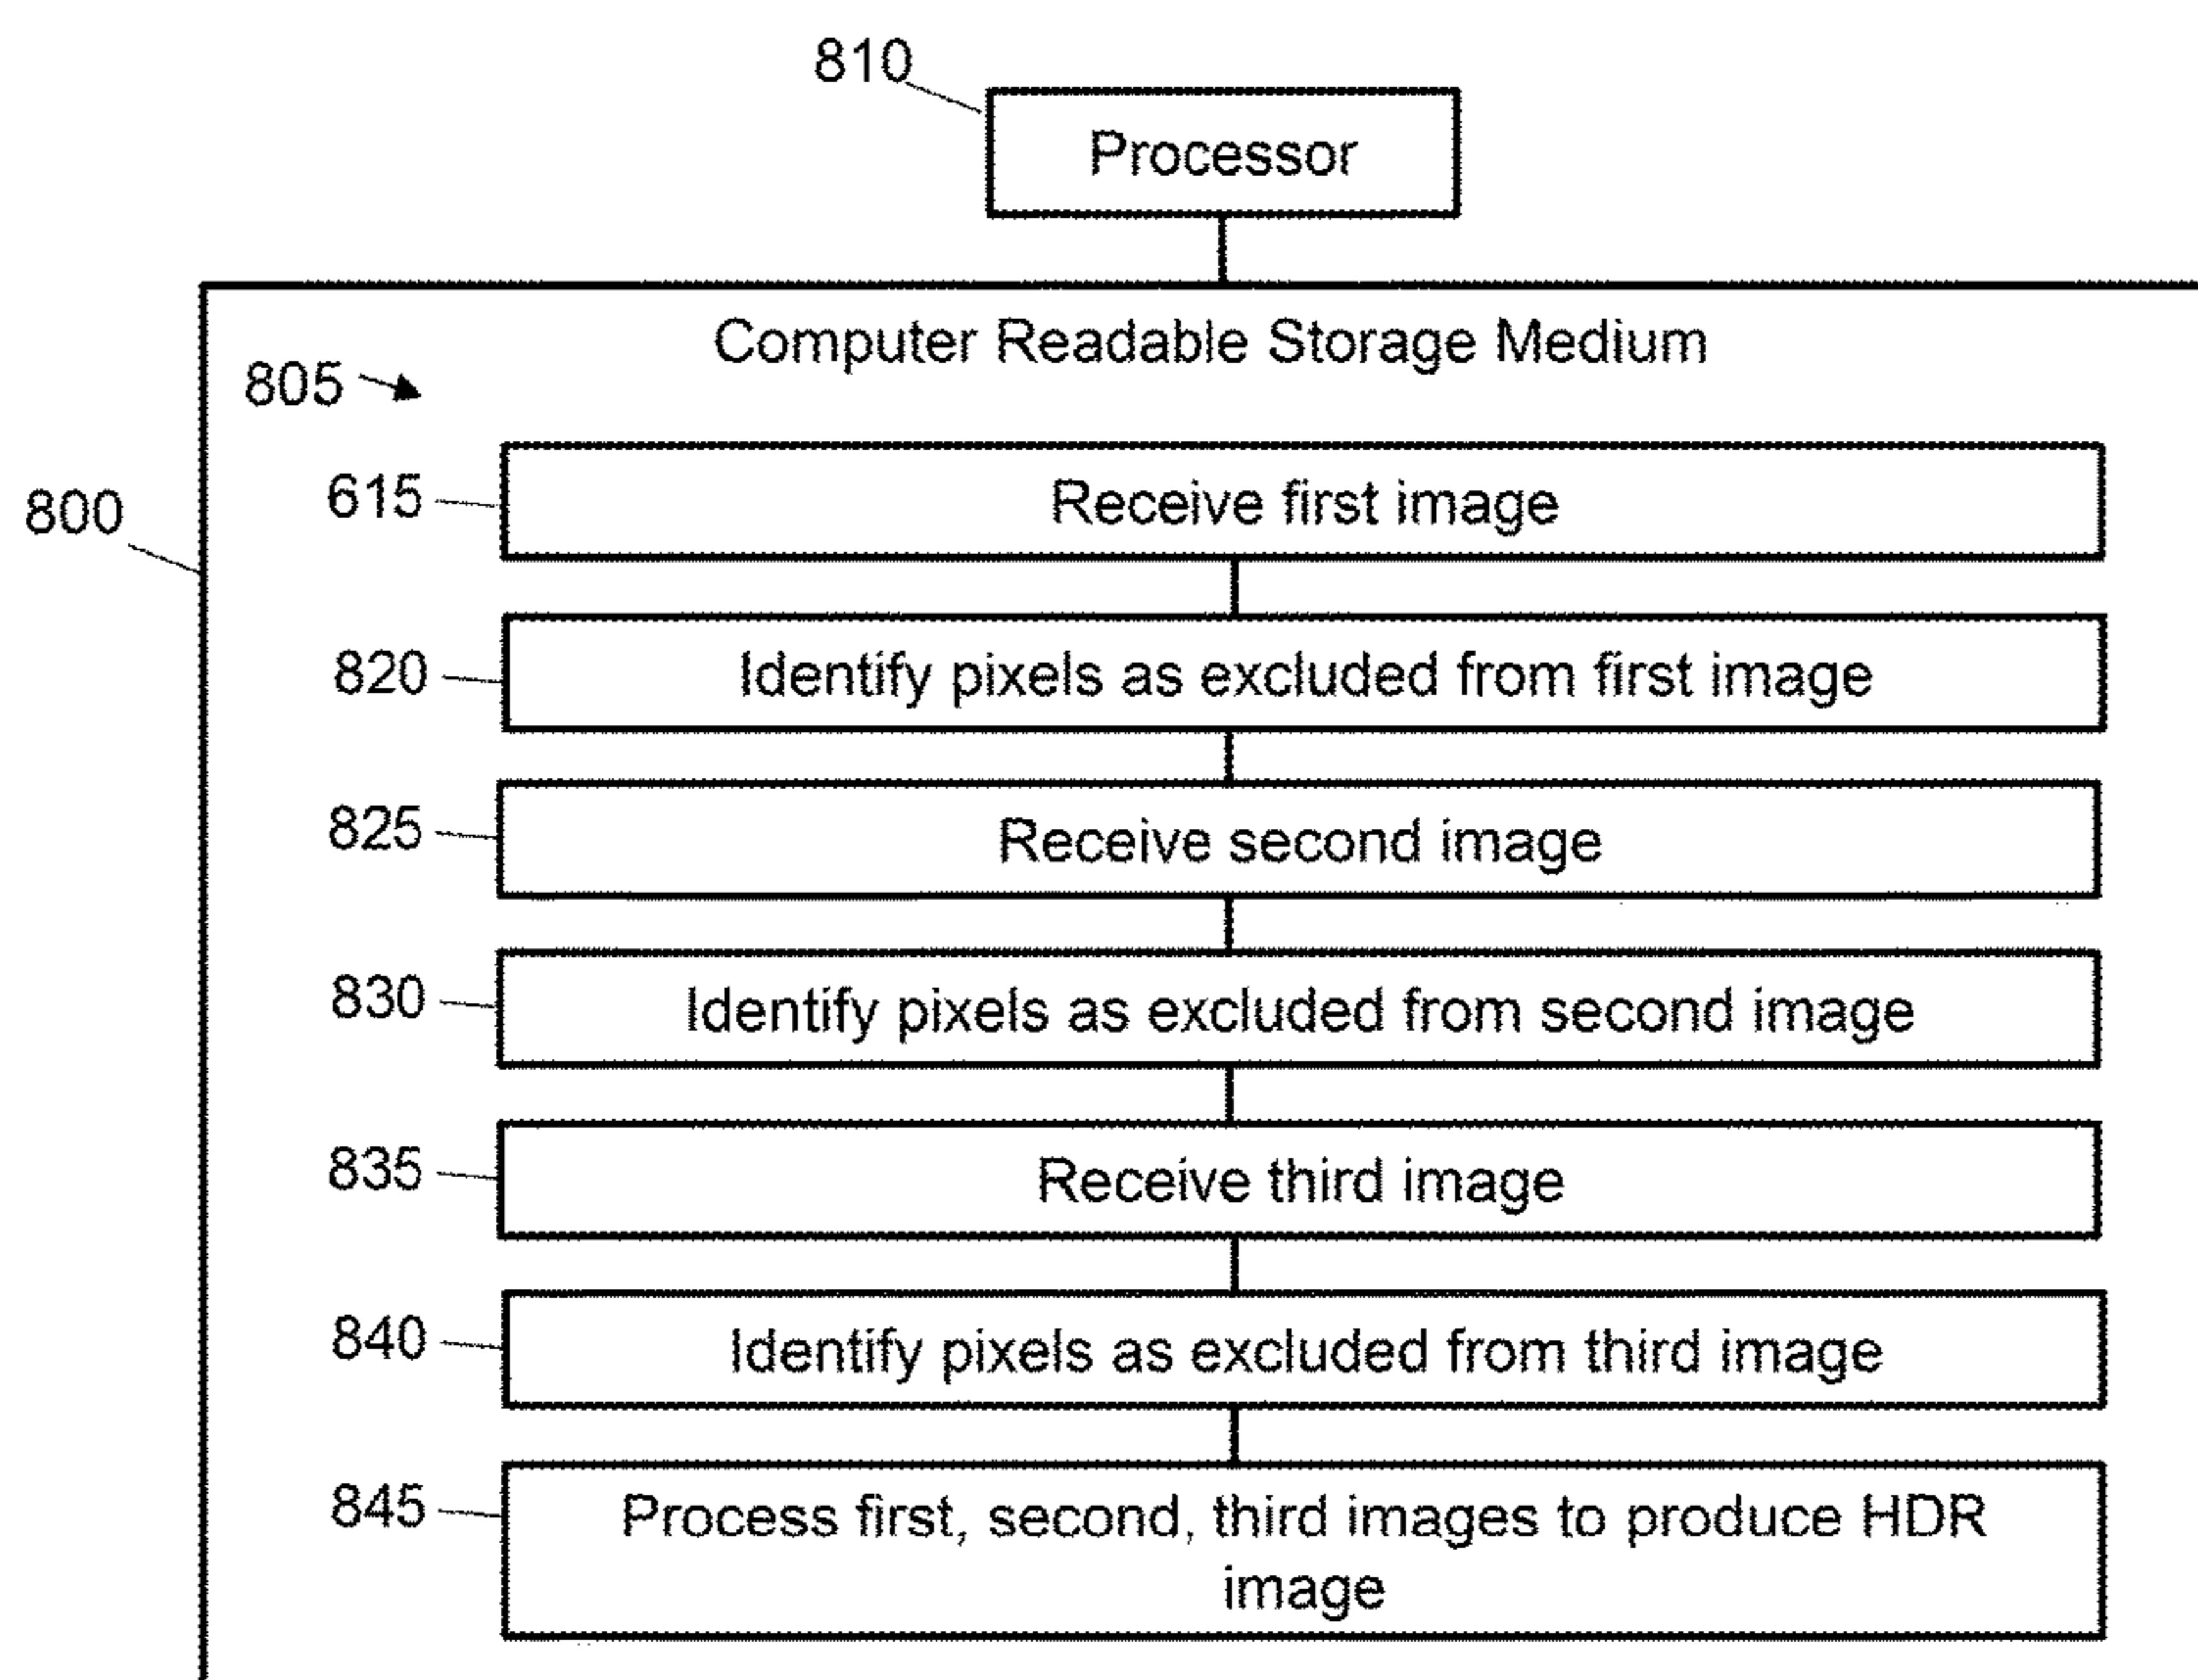 810
Processor
Computer Readable Storage Medium
805
800
615
Receive first image
820
Identify pixels as excluded from first image
825
Receive second image
830
Identify pixels as excluded from second image
835
Receive third image
840
Identify pixels as excluded from third image
845
Process first, second, third images to produce HDR
image